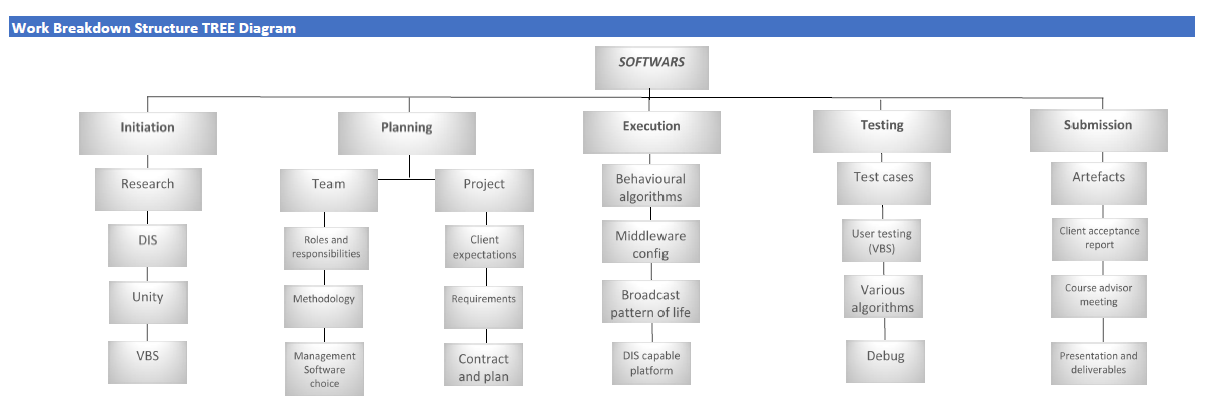 Work Breakdown Structure TREE Diagram
SOFTWARS
Initiation
Research
DIS
Unity
VBS
Planning
Team
Roles and
responsibilities
Methodology
Management
Software
choice
Project
Client
expectations
Requirements
Contract
and plan
Execution
Behavioural
algorithms
Middleware
config
Broadcast
pattern of life
DIS capable
platform
Testing
Test cases
User testing
(VBS)
Various
algorithms
Debug
Submission
Artefacts
Client acceptance
report
Course advisor
meeting
Presentation and
deliverables